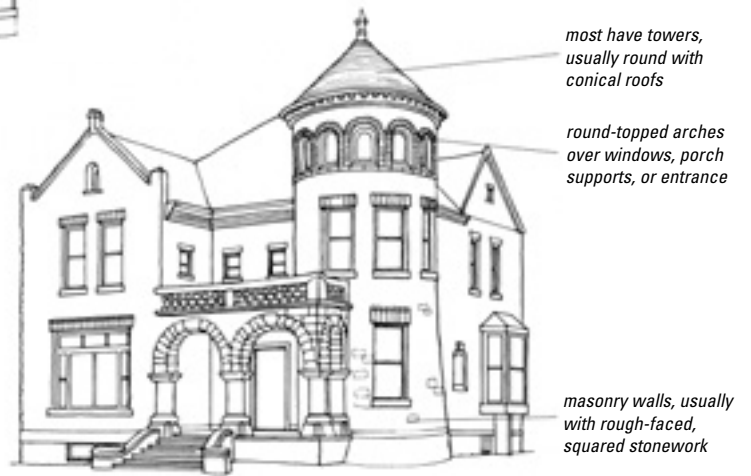 most have towers,
usually round with
conical roofs
round-topped arches
over windows, porch
supports, or entrance
masonry walls, usually
with rough-faced,
squared stonework